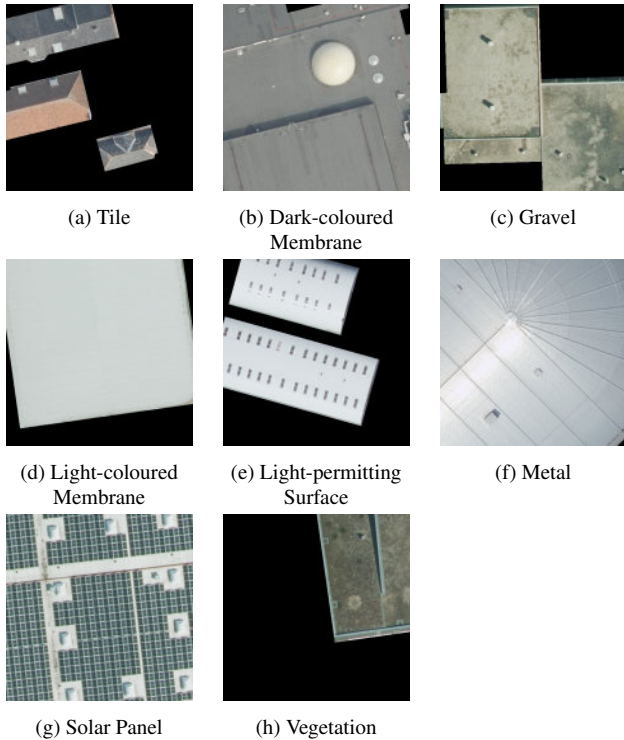 (a) Tile
(b) Dark-coloured
Membrane
(c) Gravel
(d) Light-coloured
Membrane
(e) Light-permitting
Surface
(f) Metal
(g) Solar Panel
(h) Vegetation